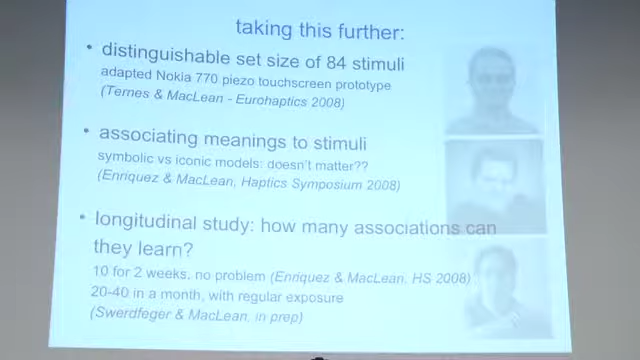 taking this further:
• distinguishable set size of 84 stimuli
adapted Nokia 770 piezo touchscreen prototype
(Ternes & MacLean - Eurohaptics 2008)
• associating meanings to stimuli
symbolic vs iconic models: doesn't matter??
(Enriquez & MacLean, Haptics Symposium 2008)
• longitudinal study: how many associations can
they learn?
10 for 2 weeks, no problem (Enriquez & MacLean, HS 2008)
20-40 in a month, with regular exposure
(Swerdfeger & MacLean, in prep)